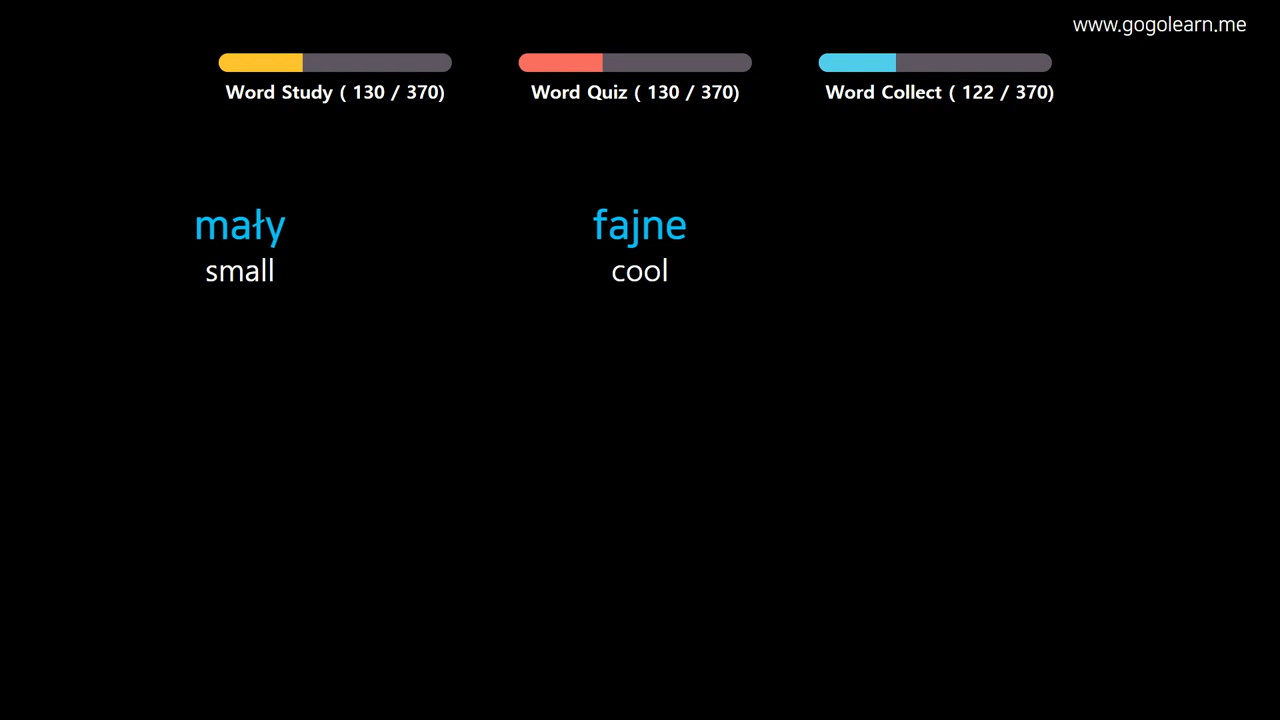 www.gogolearn.me
Word Study ( 130 / 370)
Word Quiz ( 130 / 370)
Word Collect ( 122 / 370)
mały
small
fajne
cool